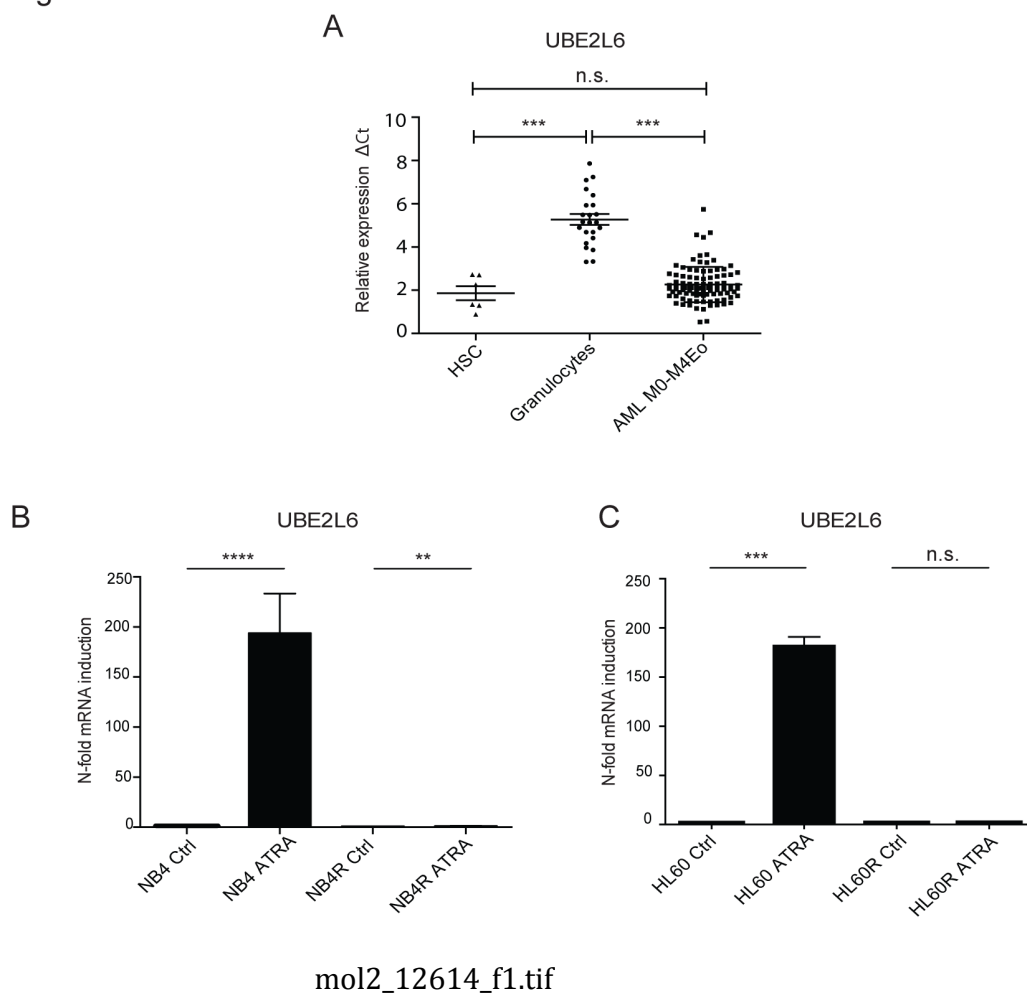 A
UBE2L6
n.s.
*** ***
Relative expression ΔCt
10
8
6
4
2
0
HSC
Granulocytes
AML M0-M4Eo
B
UBE2L6
**** **
N-fold mRNA induction
250
200
150
100
50
0
NB4 Ctrl
NB4 ATRA
NB4R Ctrl
NB4R ATRA
C
UBE2L6
*** n.s.
N-fold mRNA induction
250
200
150
100
50
0
HL60 Ctrl
HL60 ATRA
HL60R Ctrl
HL60R ATRA
mol2_12614_f1.tif